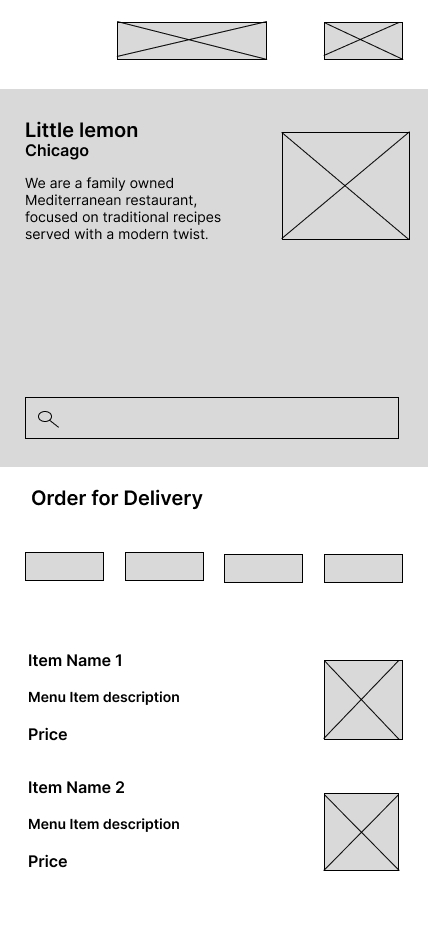 Little lemon
Chicago
We are a family owned
Mediterranean restaurant,
focused on traditional recipes
served with a modern twist.
Order for Delivery
Item Name 1
Menu Item description
Price
Item Name 2
Menu Item description
Price